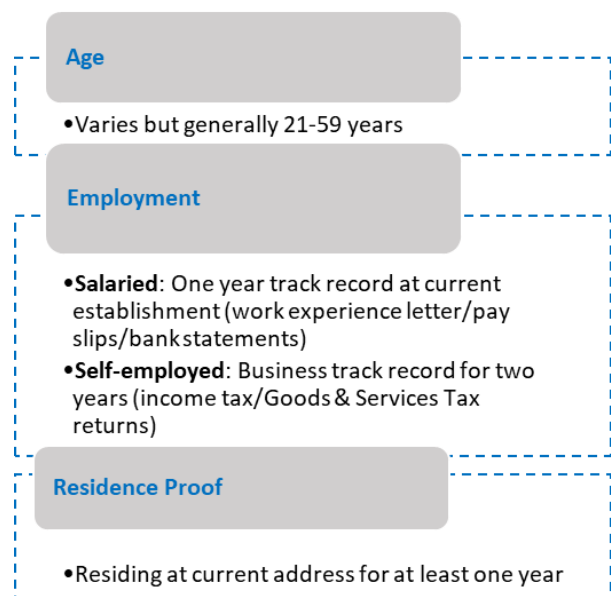 Age
•Varies but generally 21-59 years
Employment
•Salaried: One year track record at current
establishment (work experience letter/pay
slips/bank statements)
•Self-employed: Business track record for two
years (income tax/Goods & Services Tax
returns)
Residence Proof
•Residing at current address for at least one year